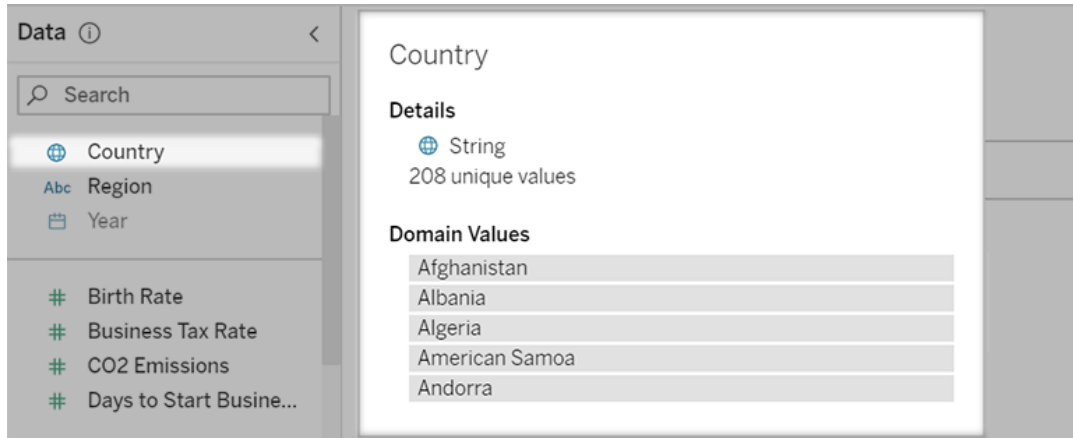 Data
Search
Country
Abc Region
Year
# Birth Rate
# Business Tax Rate
# CO2 Emissions
# Days to Start Busine...
Country
Details
String
208 unique values
Domain Values
Afghanistan
Albania
Algeria
American Samoa
Andorra